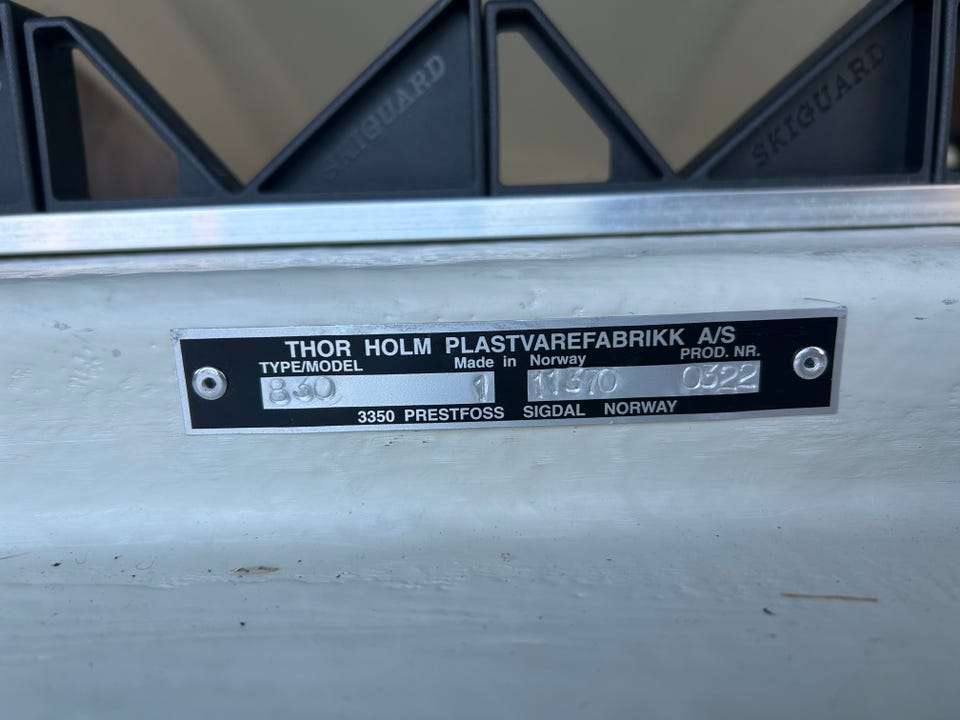 SKIGUARD
SKIGUARD
THOR HOLM PLASTVAREFABRIKK A/S
TYPE/MODEL Made in Norway PROD. NR.
830 1 11370 0322
3350 PRESTFOSS SIGDAL NORWAY